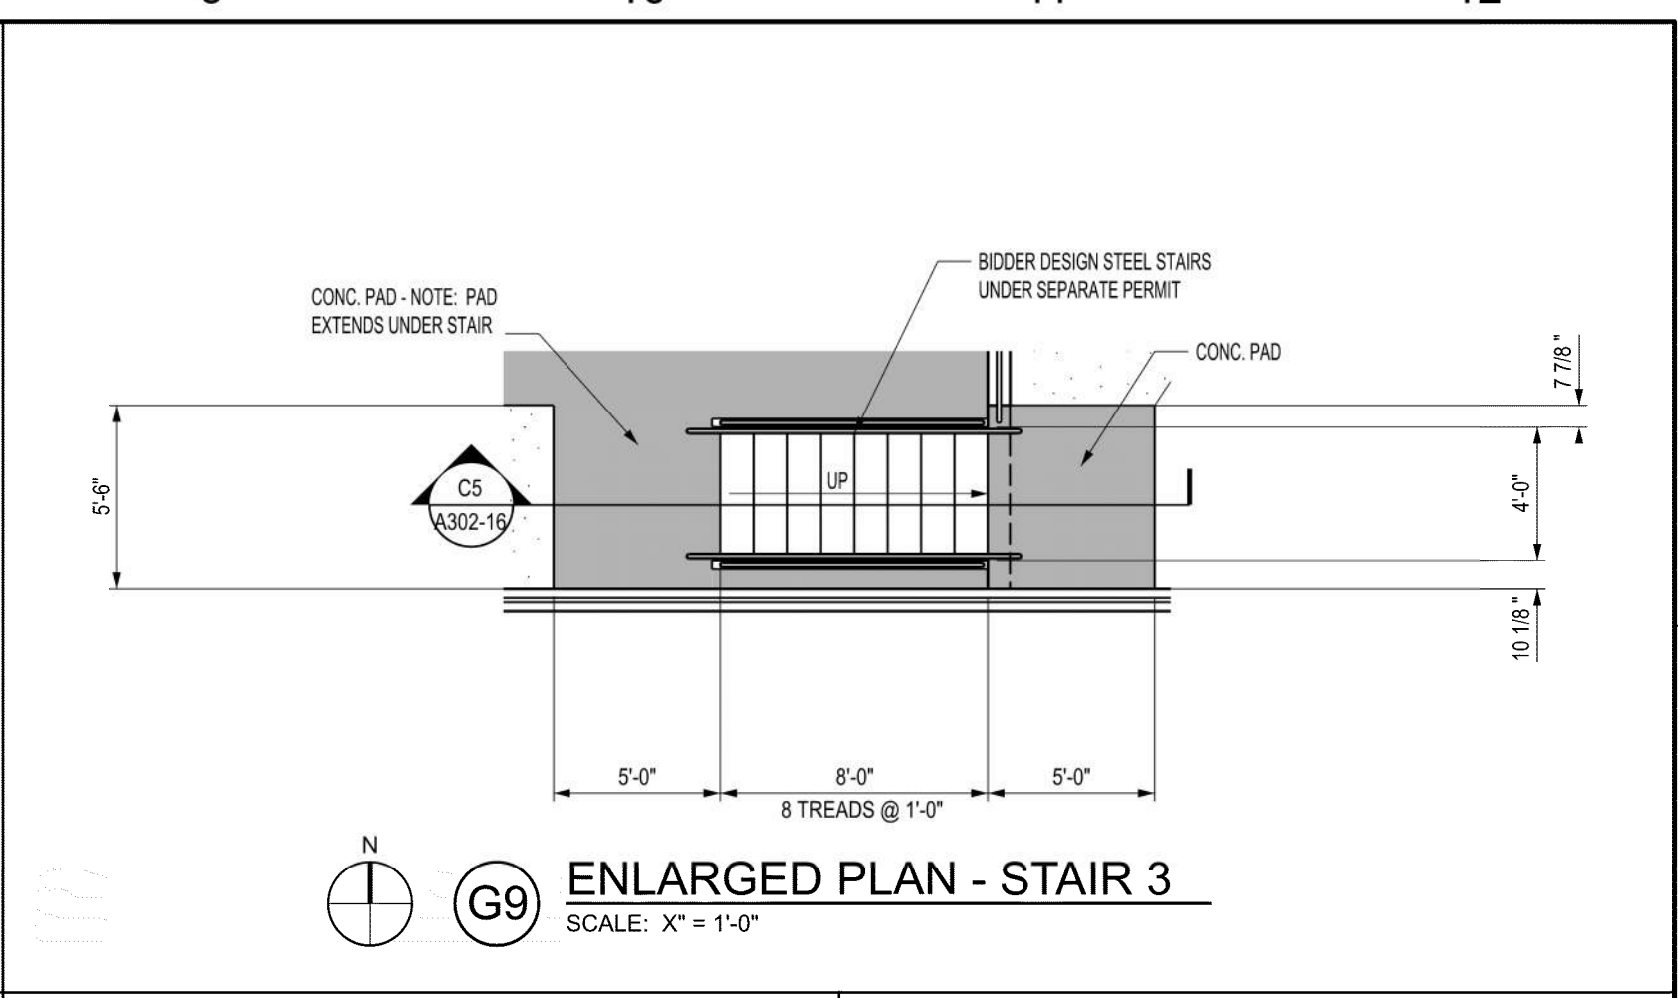 BIDDER DESIGN STEEL STAIRS
UNDER SEPARATE PERMIT
CONC. PAD - NOTE: PAD
EXTENDS UNDER STAIR
CONC. PAD
7 7/8 "
5'-6"
C5
A302-16
UP
4'-0"
10 1/8 "
5'-0"
8'-0"
5'-0"
8 TREADS @ 1'-0"
N
G9
ENLARGED PLAN - STAIR 3
SCALE: X" = 1'-0"